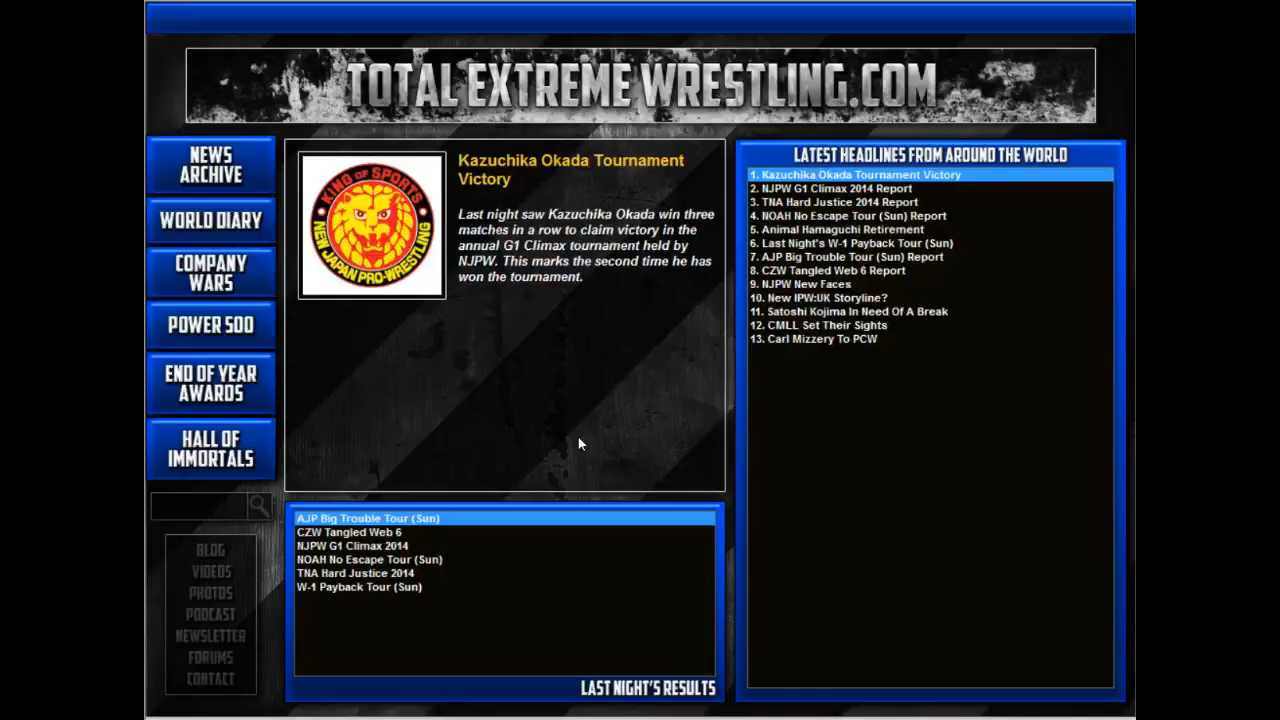 TOTAL EXTREME WRESTLING.COM
NEWS
ARCHIVE
WORLD DIARY
COMPANY
WARS
POWER 500
END OF YEAR
AWARDS
HALL OF
IMMORTALS
BLOG
VIDEOS
PHOTOS
PODCAST
NEWSLETTER
FORUMS
CONTACT
KING OF SPORTS
NEW JAPAN PRO-WRESTLING
Kazuchika Okada Tournament
Victory
Last night saw Kazuchika Okada win three
matches in a row to claim victory in the
annual G1 Climax tournament held by
NJPW. This marks the second time he has
won the tournament.
AJP Big Trouble Tour (Sun)
CZW Tangled Web 6
NJPW G1 Climax 2014
NOAH No Escape Tour (Sun)
TNA Hard Justice 2014
W-1 Payback Tour (Sun)
LAST NIGHT'S RESULTS
LATEST HEADLINES FROM AROUND THE WORLD
1. Kazuchika Okada Tournament Victory
2. NJPW G1 Climax 2014 Report
3. TNA Hard Justice 2014 Report
4. NOAH No Escape Tour (Sun) Report
5. Animal Hamaguchi Retirement
6. Last Night's W-1 Payback Tour (Sun)
7. AJP Big Trouble Tour (Sun) Report
8. CZW Tangled Web 6 Report
9. NJPW New Faces
10. New IPW:UK Storyline?
11. Satoshi Kojima In Need Of A Break
12. CMLL Set Their Sights
13. Carl Mizzery To PCW